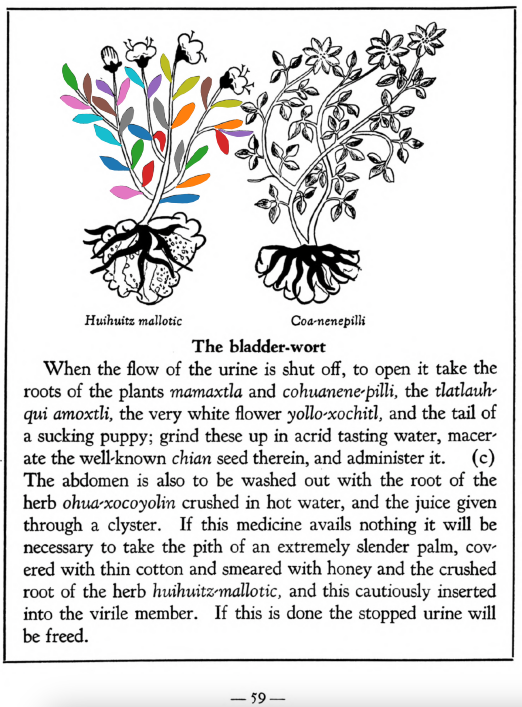 Huihuitz mallotic
Coa-nenepilli
The bladder-wort
When the flow of the urine is shut off, to open it take the
roots of the plants mamaxtla and cohuanene-pilli, the tlatlauh-
qui amoxtli, the very white flower yollo-xochitl, and the tail of
a sucking puppy; grind these up in acrid tasting water, macer-
ate the well-known chian seed therein, and administer it. (c)
The abdomen is also to be washed out with the root of the
herb ohua-xocoyolin crushed in hot water, and the juice given
through a clyster. If this medicine avails nothing it will be
necessary to take the pith of an extremely slender palm, cov-
ered with thin cotton and smeared with honey and the crushed
root of the herb huihuitz-mallotic, and this cautiously inserted
into the virile member. If this is done the stopped urine will
be freed.
— 59 —